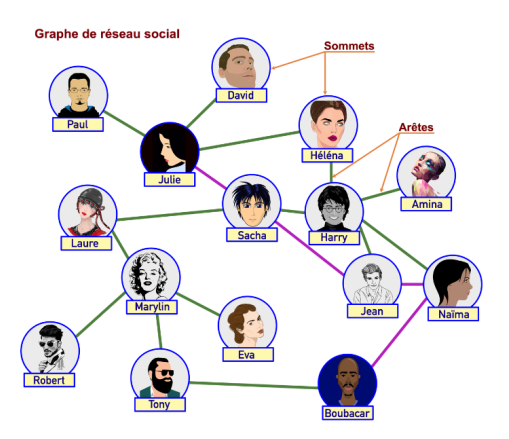 Graphe de réseau social
Sommets
David
Paul
Arêtes
Héléna
Julie
Amina
Sacha
Harry
Laure
Marylin
Jean
Naïma
Eva
Robert
Tony
Boubacar